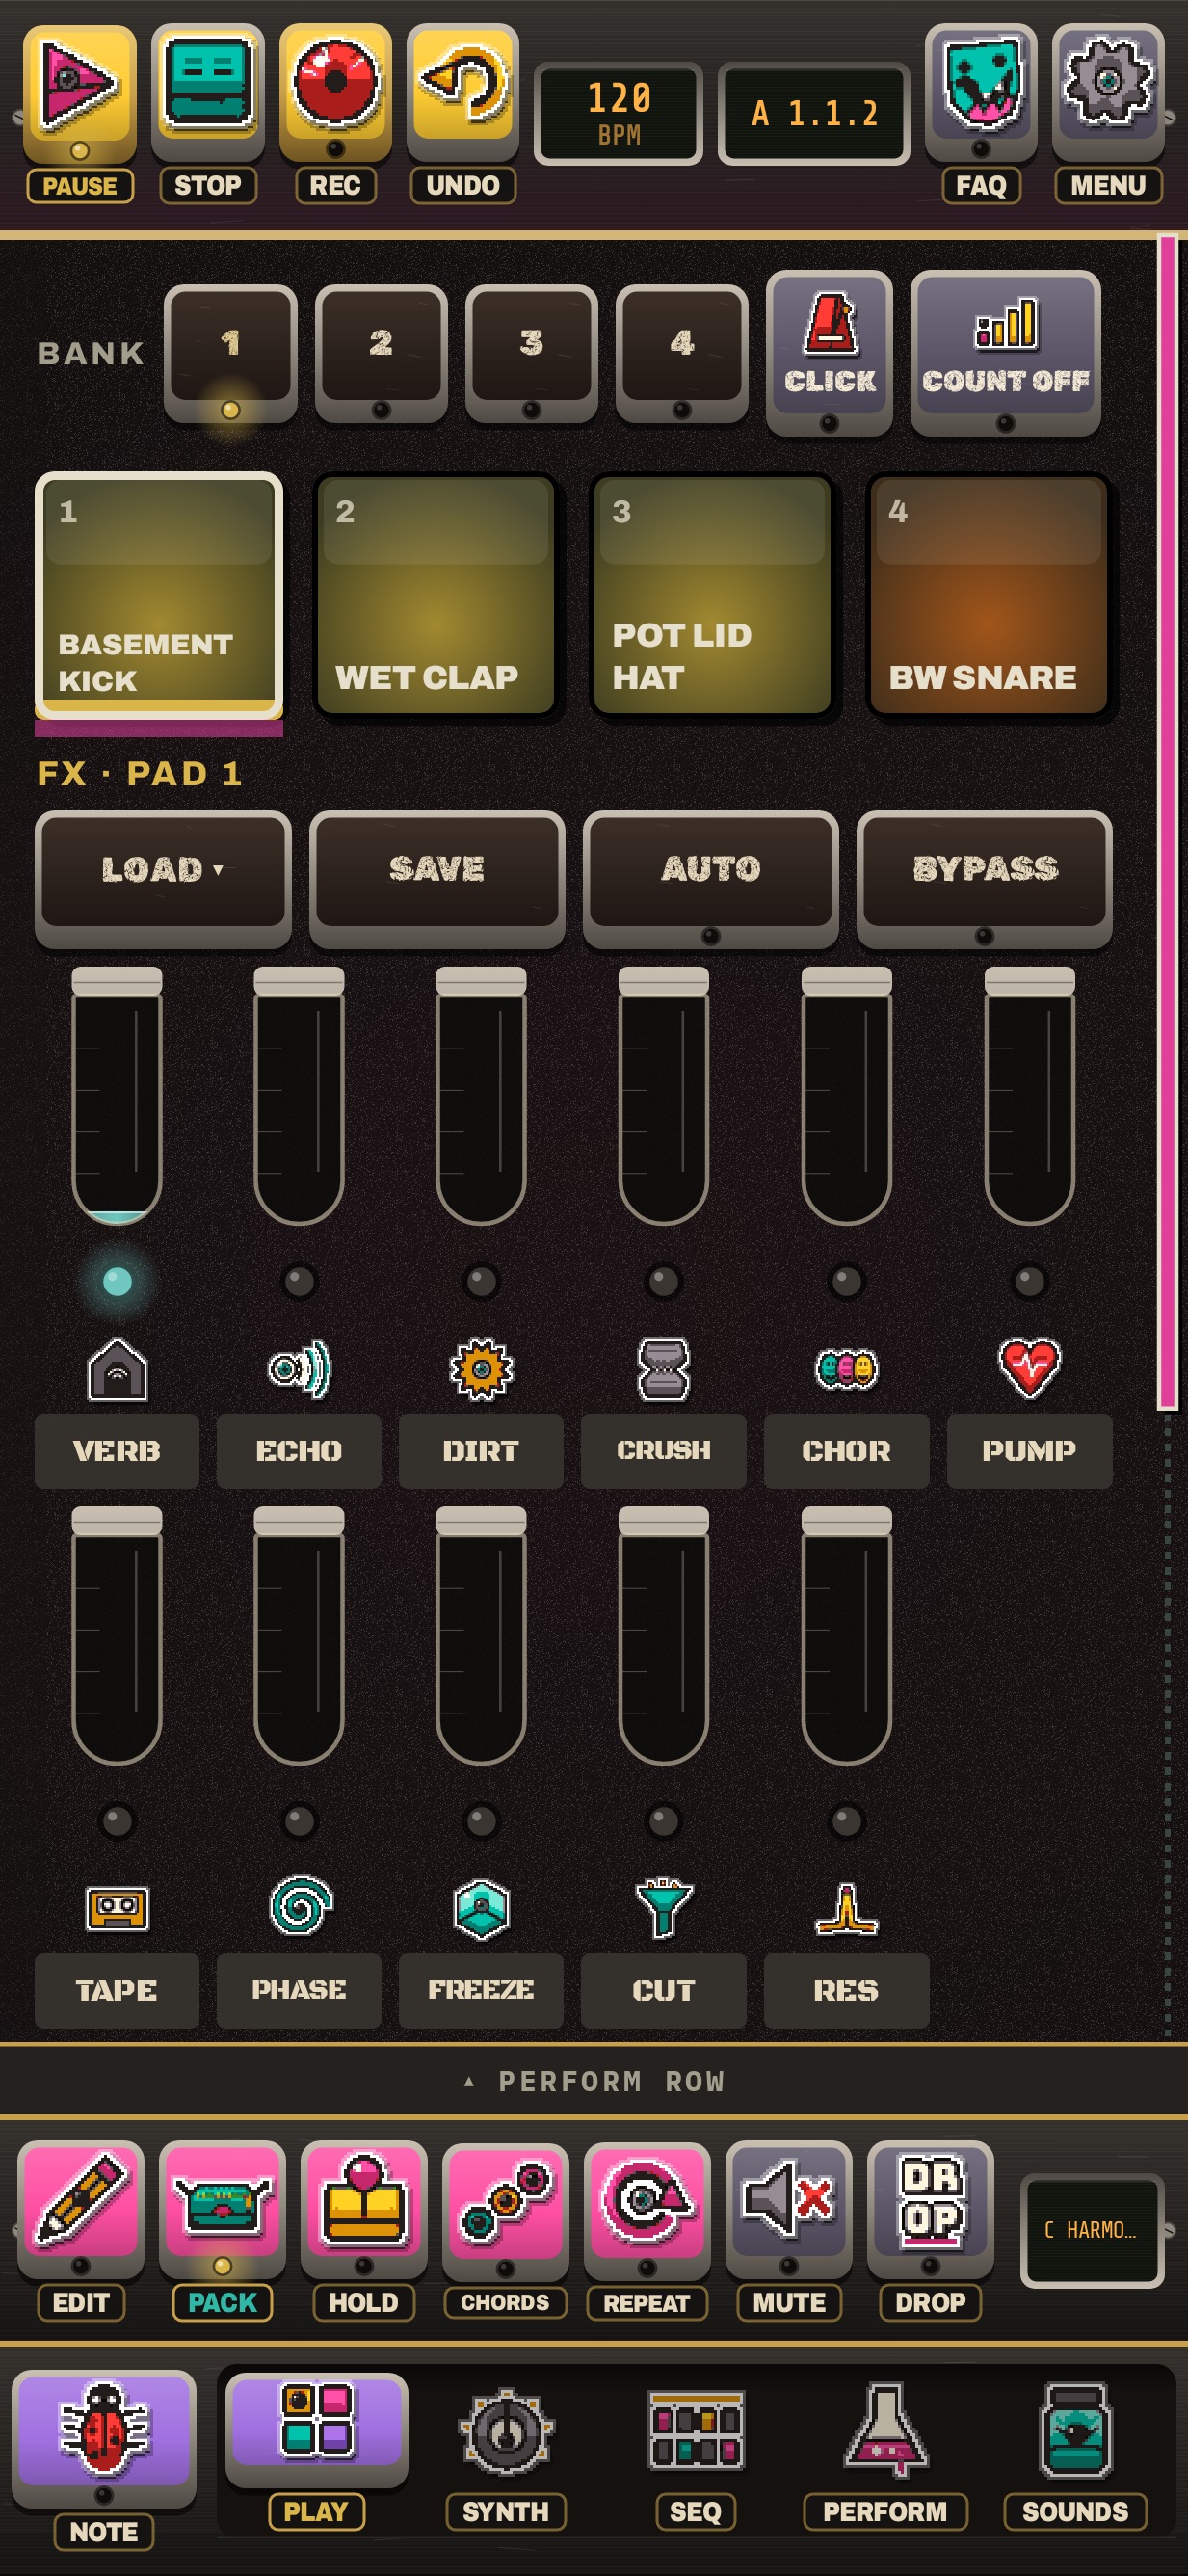 PAUSE STOP REC UNDO
120
BPM
A 1.1.2
FAQ MENU
BANK 1 2 3 4 CLICK COUNT OFF
1 2 3 4
BASEMENT
KICK
WET CLAP
POT LID
HAT
BW SNARE
FX · PAD 1
LOAD ▾ SAVE AUTO BYPASS
VERB ECHO DIRT CRUSH CHOR PUMP
TAPE PHASE FREEZE CUT RES
▴ PERFORM ROW
DR
OP
C HARMO…
EDIT PACK HOLD CHORDS REPEAT MUTE DROP
NOTE PLAY SYNTH SEQ PERFORM SOUNDS